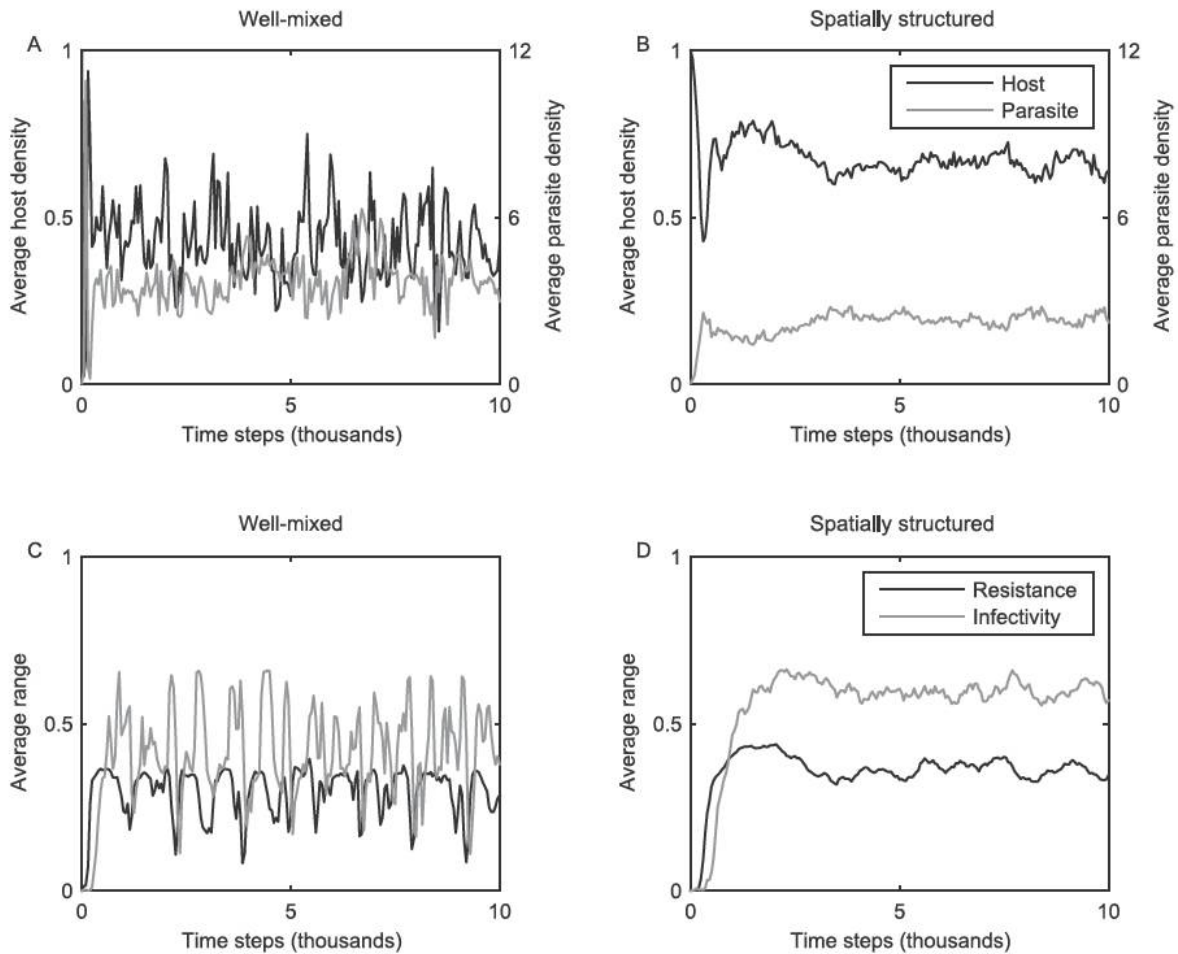 Well-mixed
Spatially structured
A
B
1
0.5
0
12
6
0
Average host density
Average parasite density
0
5
10
Time steps (thousands)
1
0.5
0
12
6
0
Average host density
Average parasite density
Host
Parasite
0
5
10
Time steps (thousands)
Well-mixed
Spatially structured
C
D
1
0.5
0
Average range
0
5
10
Time steps (thousands)
1
0.5
0
Average range
Resistance
Infectivity
0
5
10
Time steps (thousands)